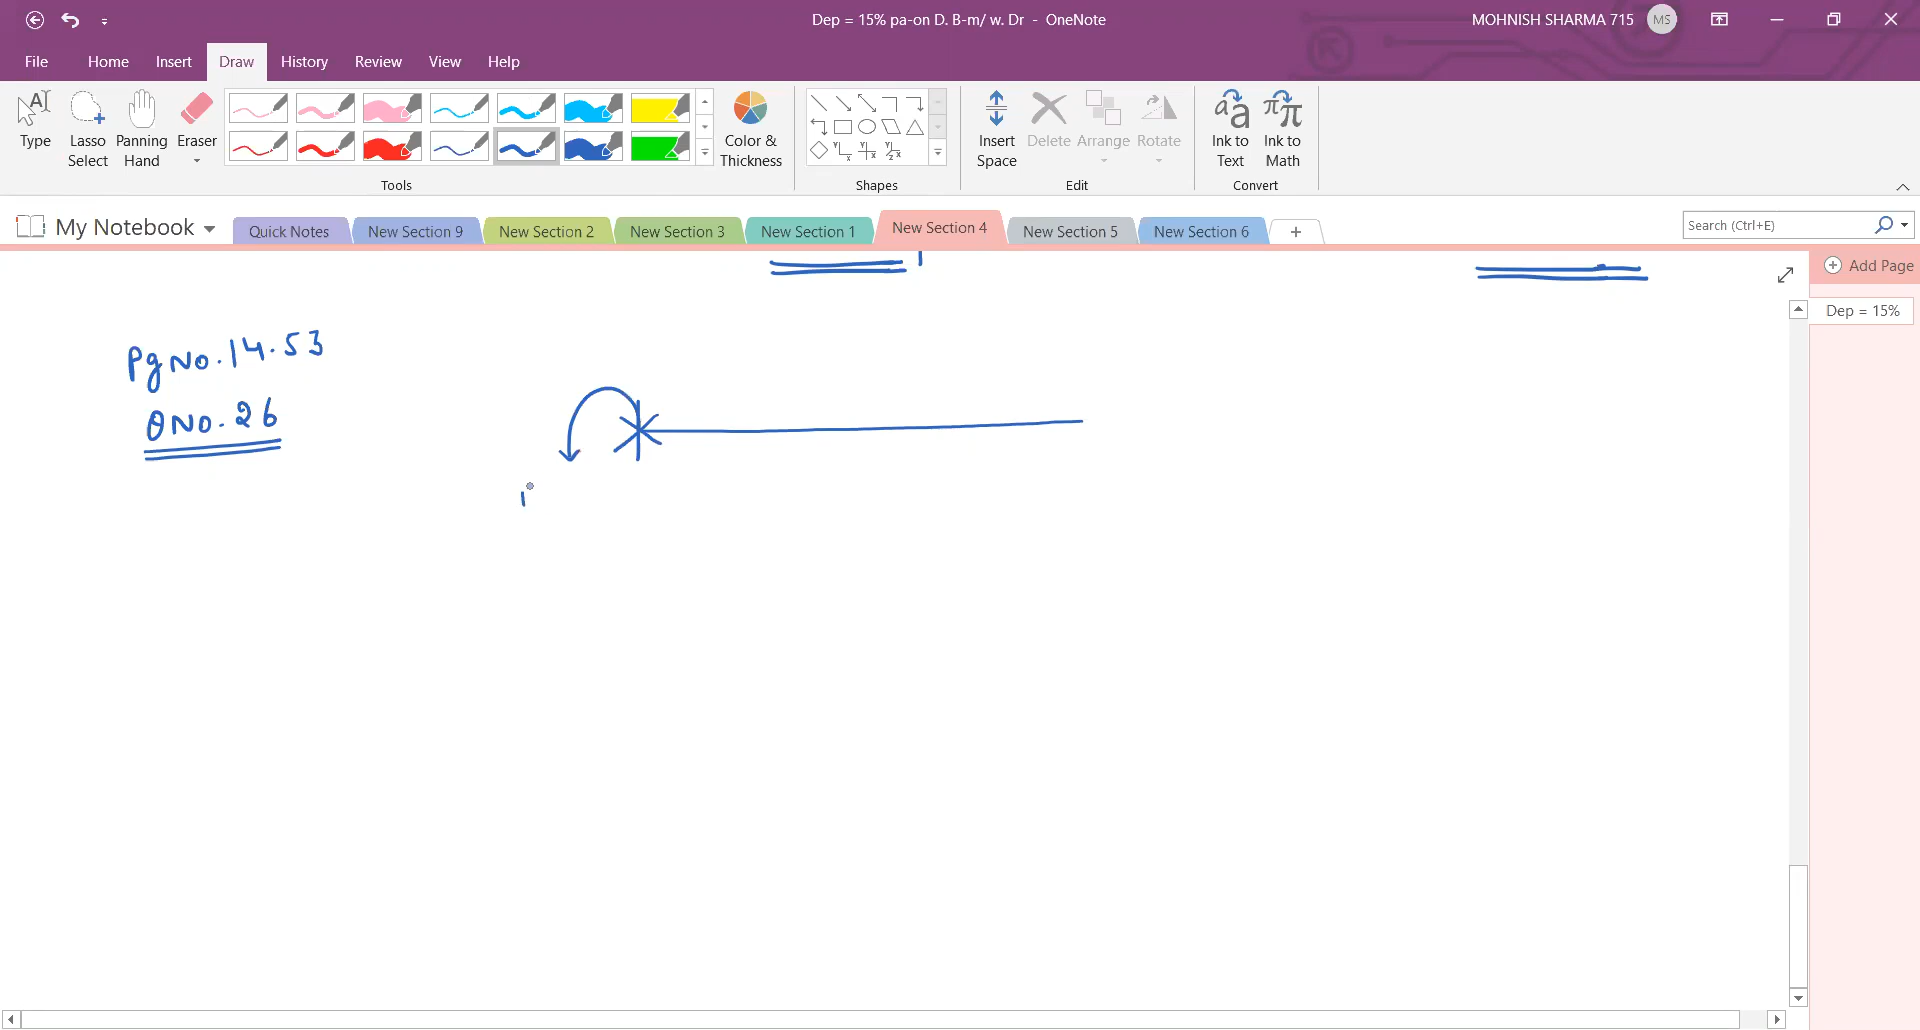 Dep = 15% pa-on D. B-m/ w. Dr - OneNote
MOHNISH SHARMA 715 MS
File Home Insert Draw History Review View Help
Type
Lasso Select
Panning Hand
Eraser
Color & Thickness
Insert Space
Delete
Arrange
Rotate
Ink to Text
Ink to Math
Tools Shapes Edit Convert
My Notebook Quick Notes New Section 9 New Section 2 New Section 3 New Section 1 New Section 4 New Section 5 New Section 6 +
Search (Ctrl+E)
Add Page
Dep = 15%
Pg No. 14.53
QNo. 26